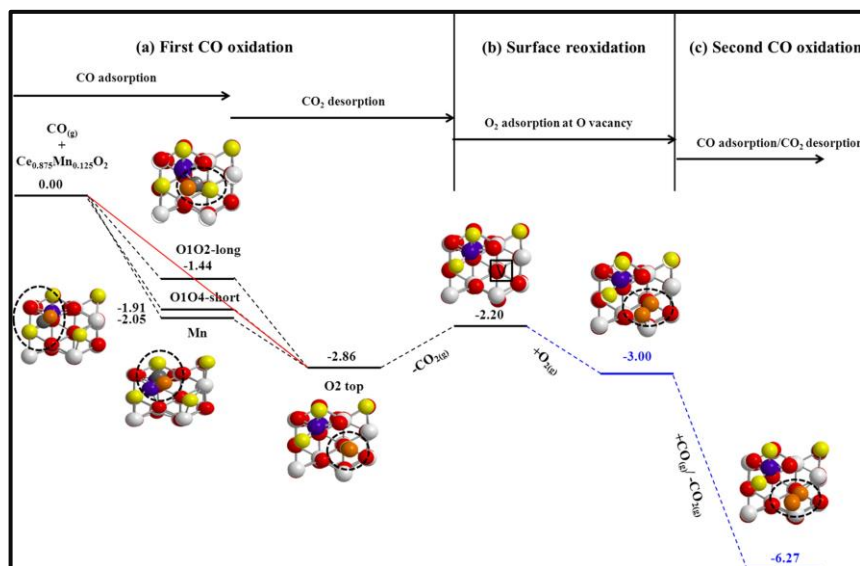 (a) First CO oxidation
(b) Surface reoxidation
(c) Second CO oxidation
CO adsorption
CO₂ desorption
O₂ adsorption at O vacancy
CO adsorption/CO₂ desorption
CO(g)
+
Ce₀.₈₇₅Mn₀.₁₂₅O₂
0.00
O1O2-long
-1.44
O1O4-short
-1.91
-2.05
Mn
-2.86
O2 top
-CO₂(g)
-2.20
+O₂(g)
-3.00
+CO(g)/ -CO₂(g)
-6.27